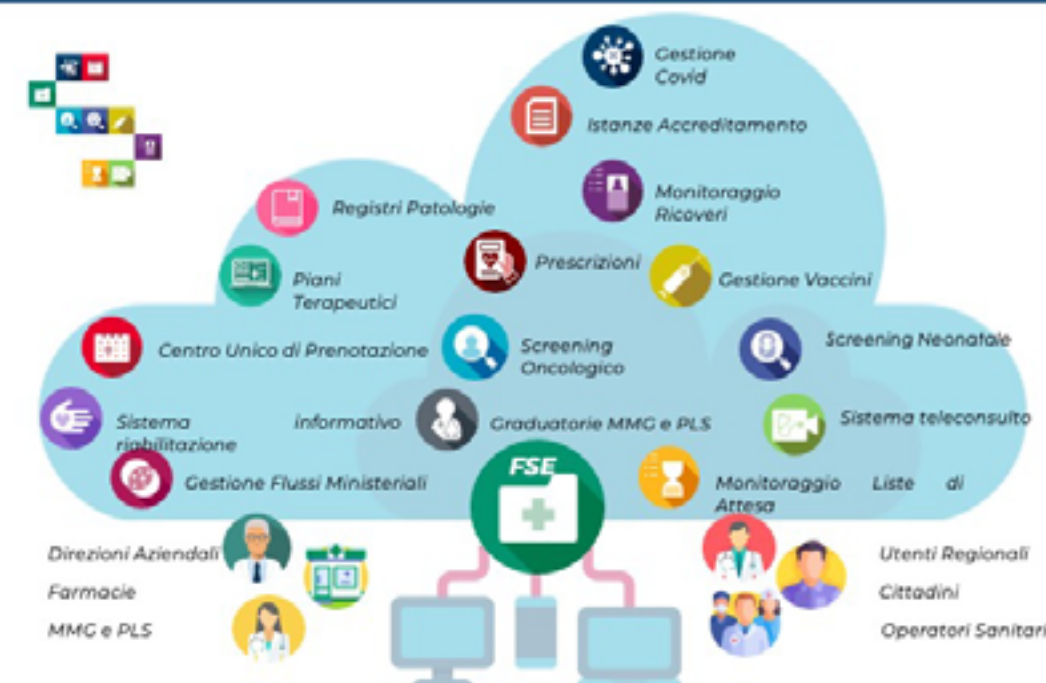 Gestione
Covid
Istanze Accreditamento
Monitoraggio
Ricoveri
Registri Patologie
Prescrizioni
Gestione Vaccini
Piani
Terapeutici
Centro Unico di Prenotazione
Screening
Oncologico
Screening Neonatale
Sistema informativo
riabilitazione
Graduatorie MMG e PLS
Sistema teleconsulto
Gestione Flussi Ministeriali
FSE
Monitoraggio Liste di
Attesa
Direzioni Aziendali
Farmacie
MMG e PLS
Utenti Regionali
Cittadini
Operatori Sanitari